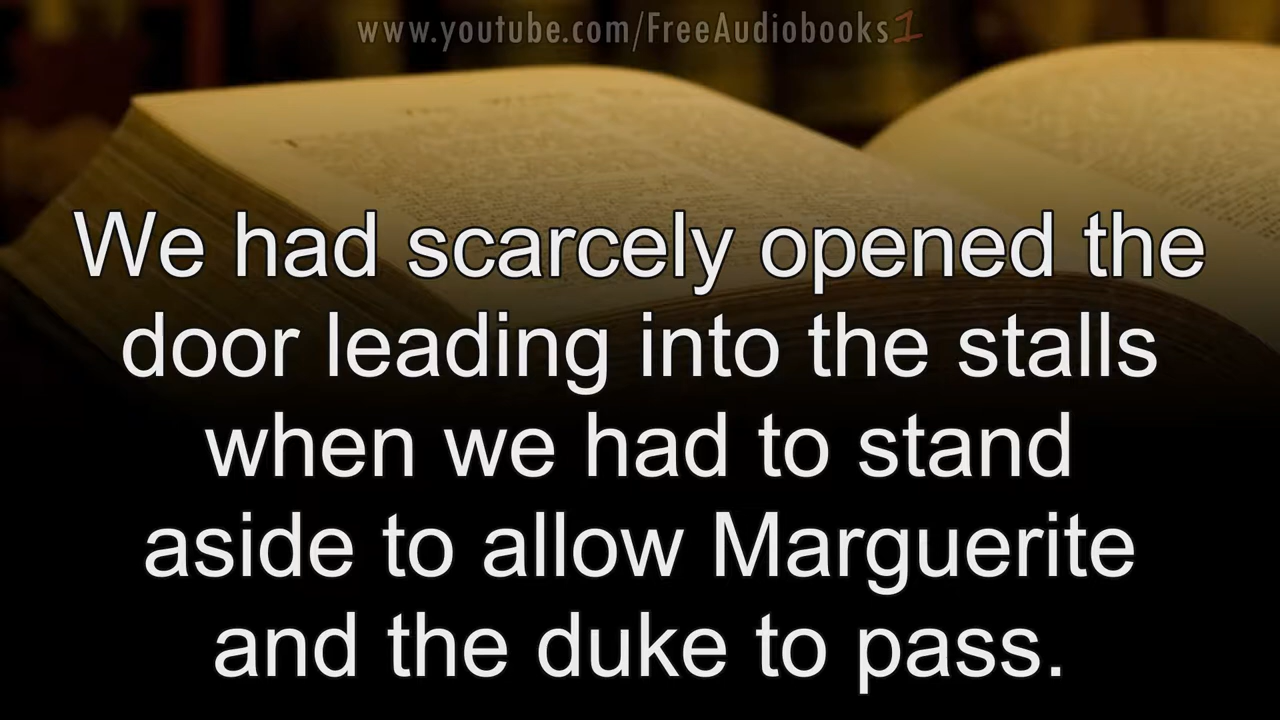 www.youtube.com/FreeAudiobooks1
We had scarcely opened the
door leading into the stalls
when we had to stand
aside to allow Marguerite
and the duke to pass.